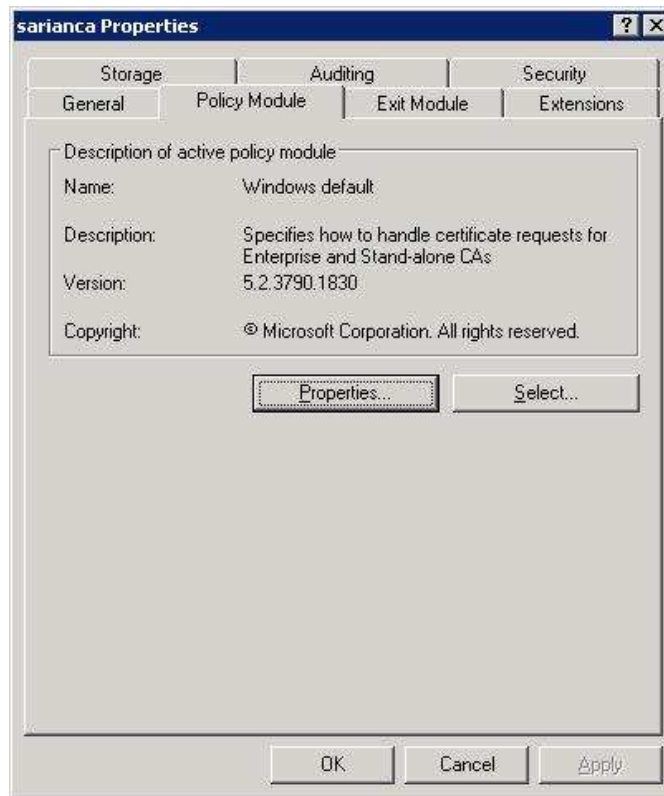 sarianca Properties
Storage
Auditing
Security
General
Policy Module
Exit Module
Extensions
Description of active policy module
Name: Windows default
Description: Specifies how to handle certificate requests for
Enterprise and Stand-alone CAs
Version: 5.2.3790.1830
Copyright: © Microsoft Corporation. All rights reserved.
Properties...
Select...
OK
Cancel
Apply